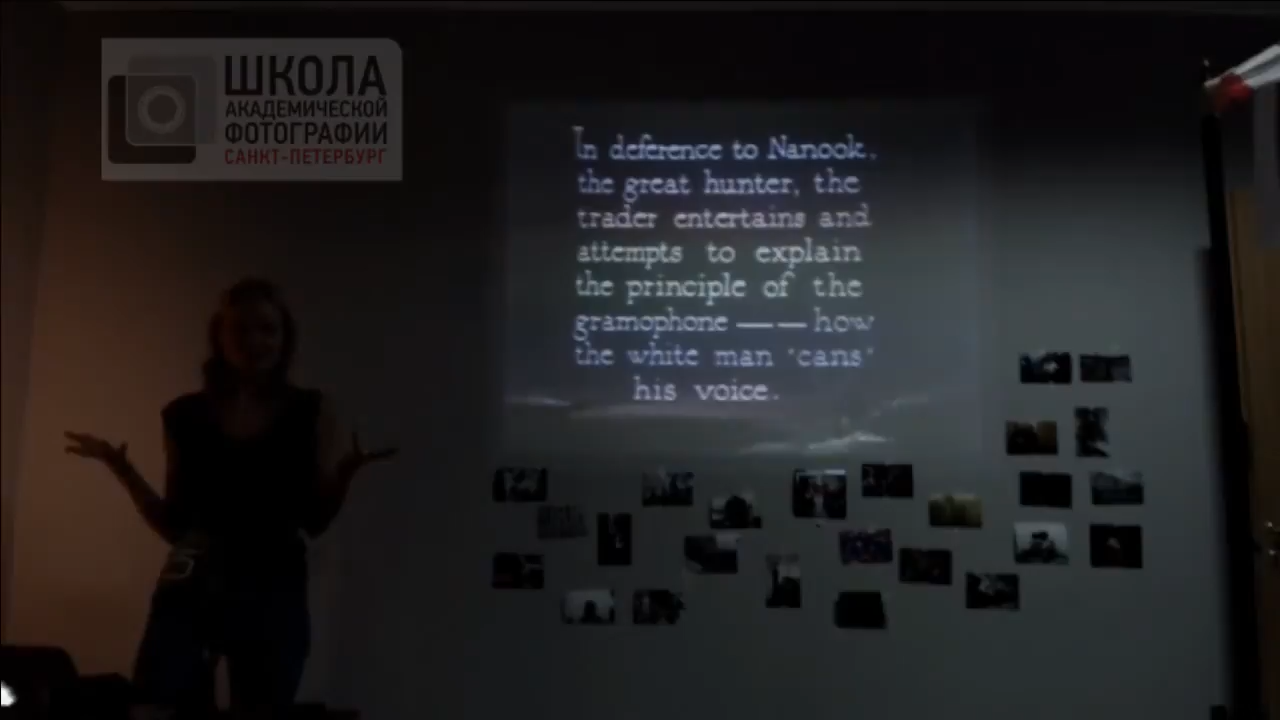 ШКОЛА
АКАДЕМИЧЕСКОЙ
ФОТОГРАФИИ
САНКТ-ПЕТЕРБУРГ
In deference to Nanook,
the great hunter, the
trader entertains and
attempts to explain
the principle of the
gramophone — — how
the white man 'cans'
his voice.